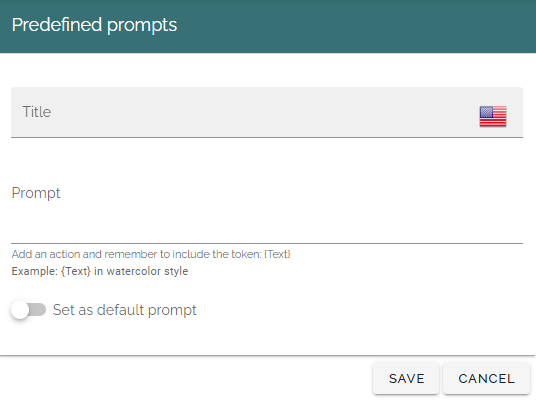 Predefined prompts
Title
Prompt
Add an action and remember to include the token: {Text}
Example: {Text} in watercolor style
Set as default prompt
SAVE CANCEL